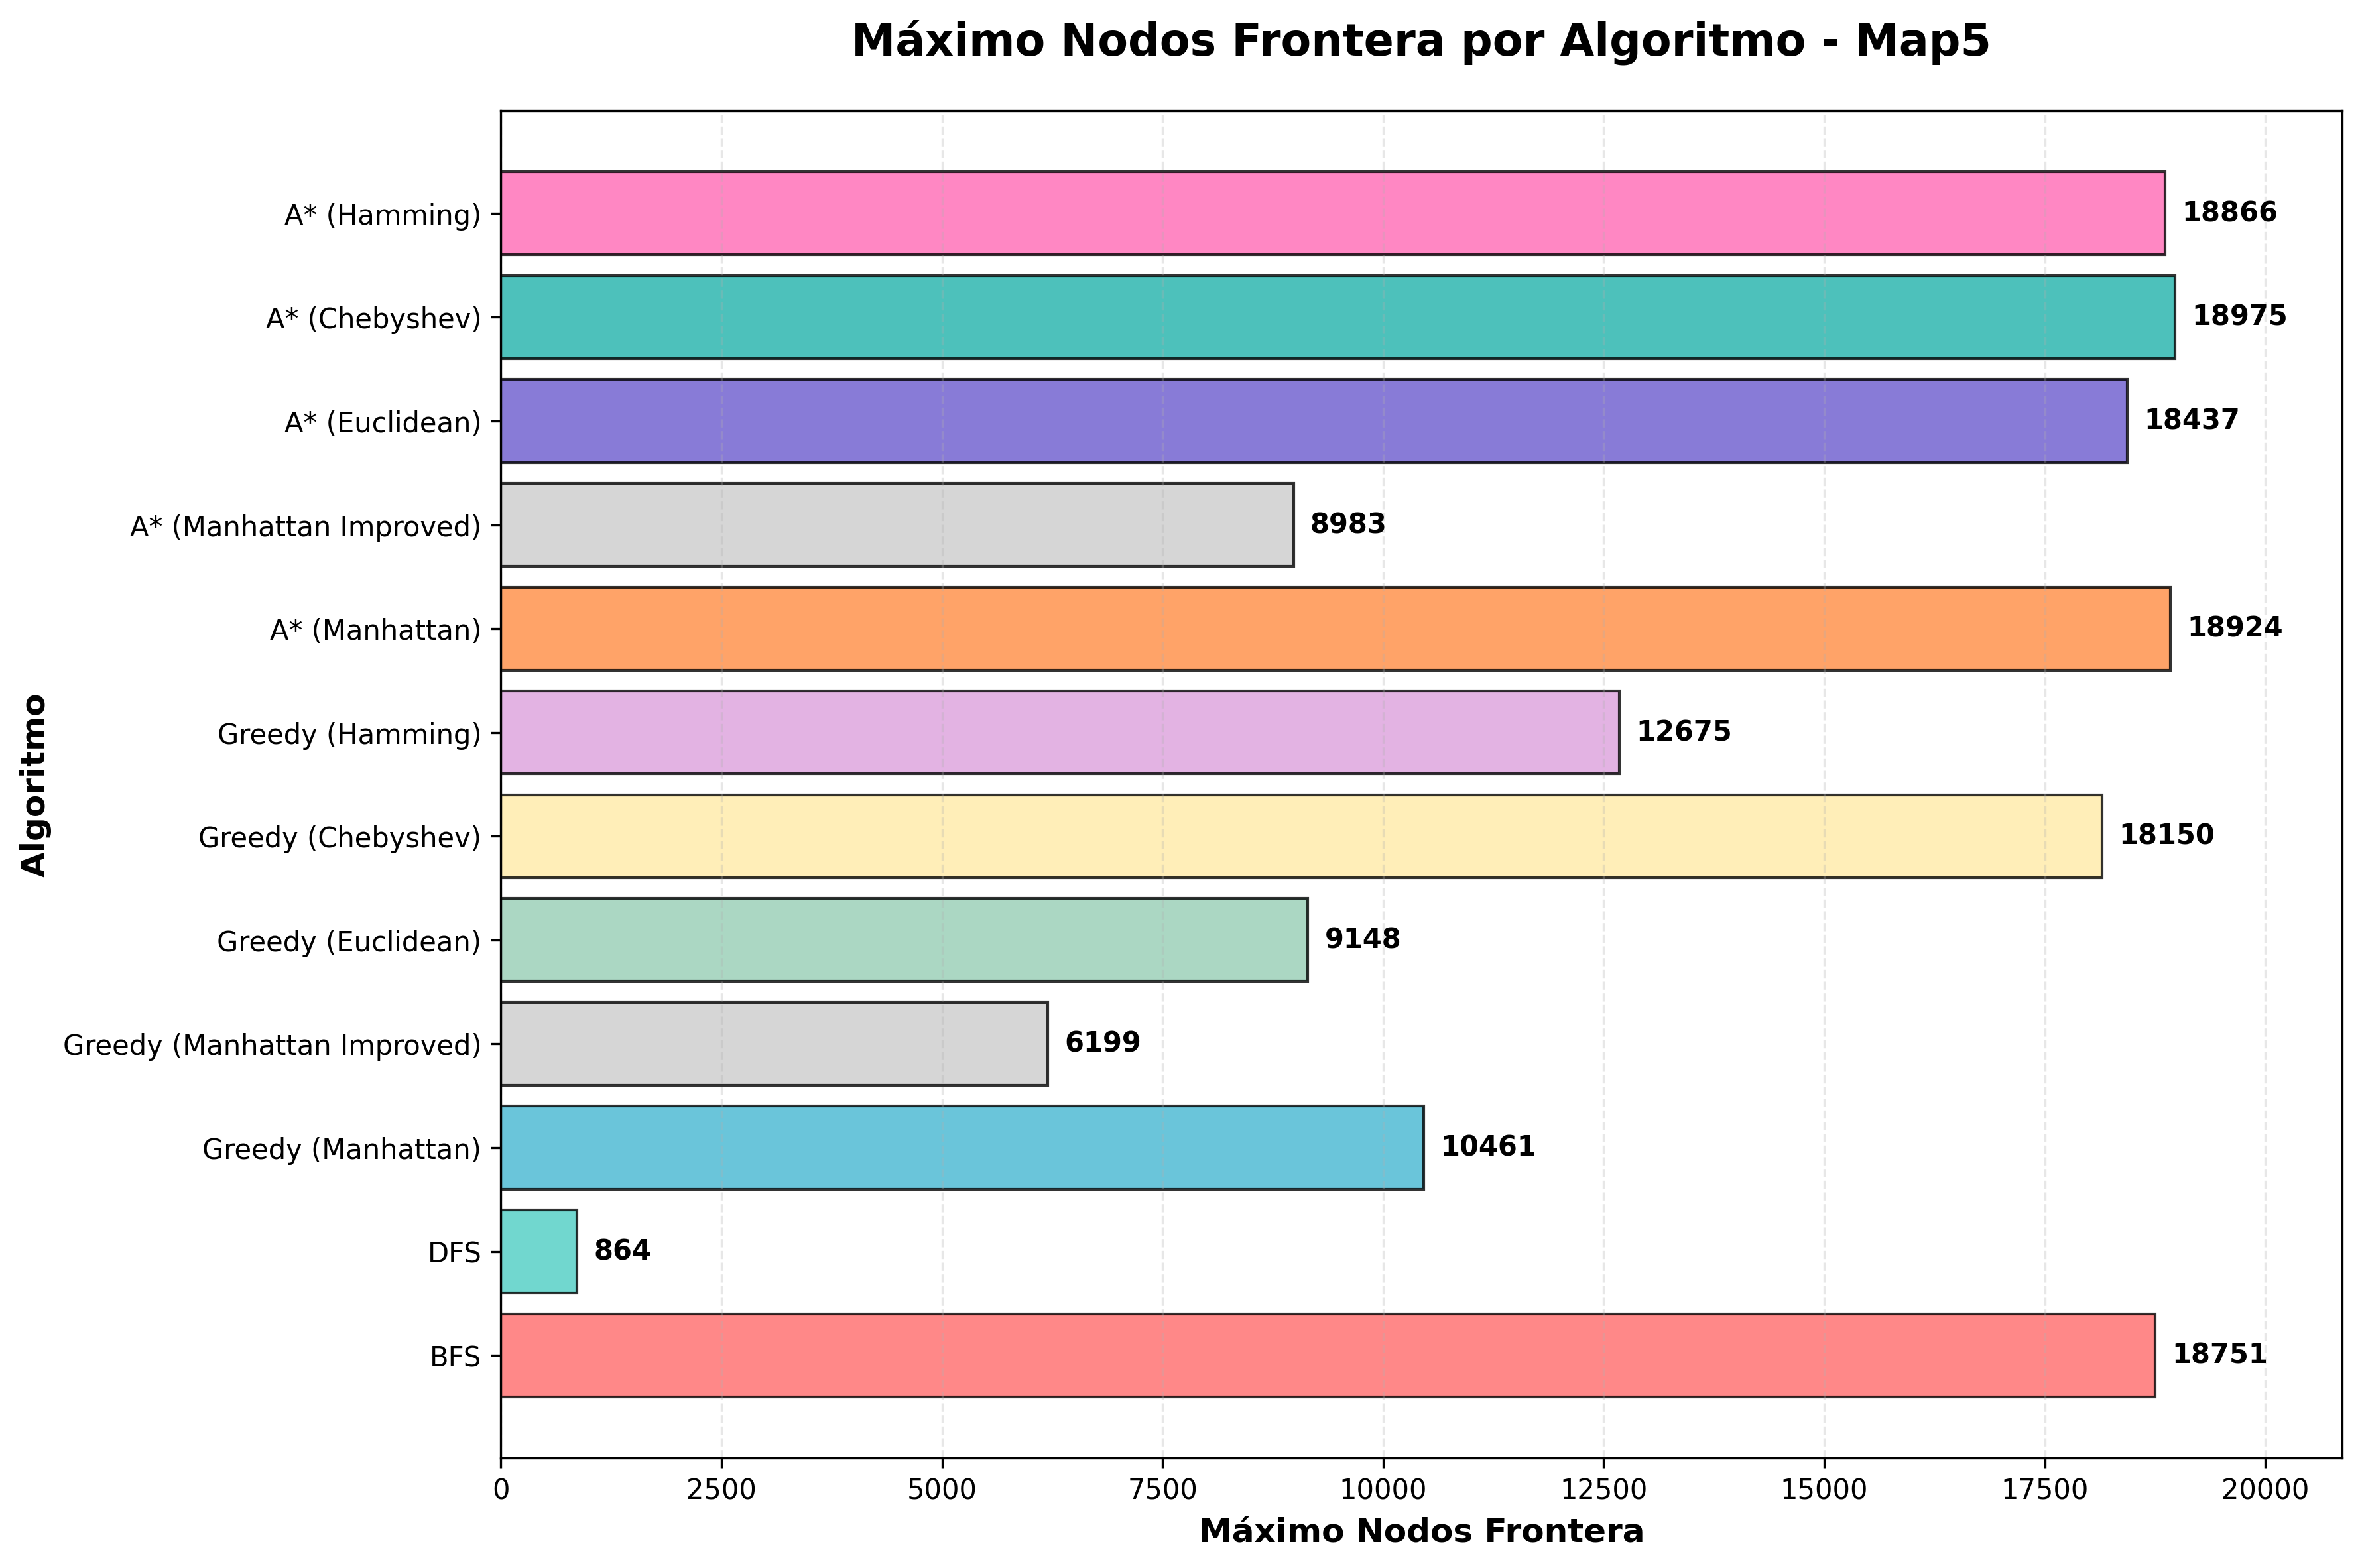 Máximo Nodos Frontera por Algoritmo - Map5
Algoritmo
A* (Hamming) 18866
A* (Chebyshev) 18975
A* (Euclidean) 18437
A* (Manhattan Improved) 8983
A* (Manhattan) 18924
Greedy (Hamming) 12675
Greedy (Chebyshev) 18150
Greedy (Euclidean) 9148
Greedy (Manhattan Improved) 6199
Greedy (Manhattan) 10461
DFS 864
BFS 18751
0 2500 5000 7500 10000 12500 15000 17500 20000
Máximo Nodos Frontera